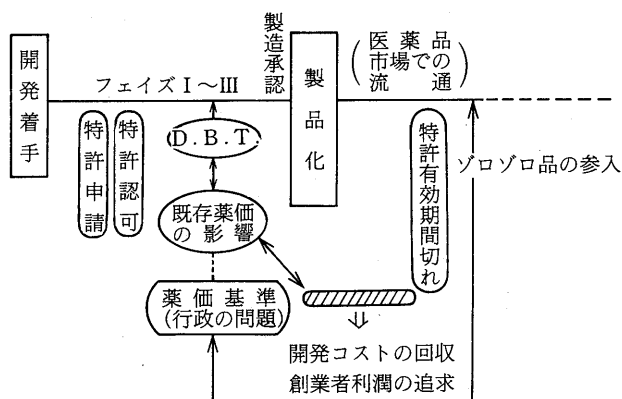 開発着手
フェイズⅠ～Ⅲ
製造承認
製品化
(医薬品
市場での
流通)
特許申請
特許認可
D.B.T.
特許有効期間切れ
ゾロゾロ品の参入
既存薬価
の影響
薬価基準
(行政の問題)
⇓
開発コストの回収
創業者利潤の追求